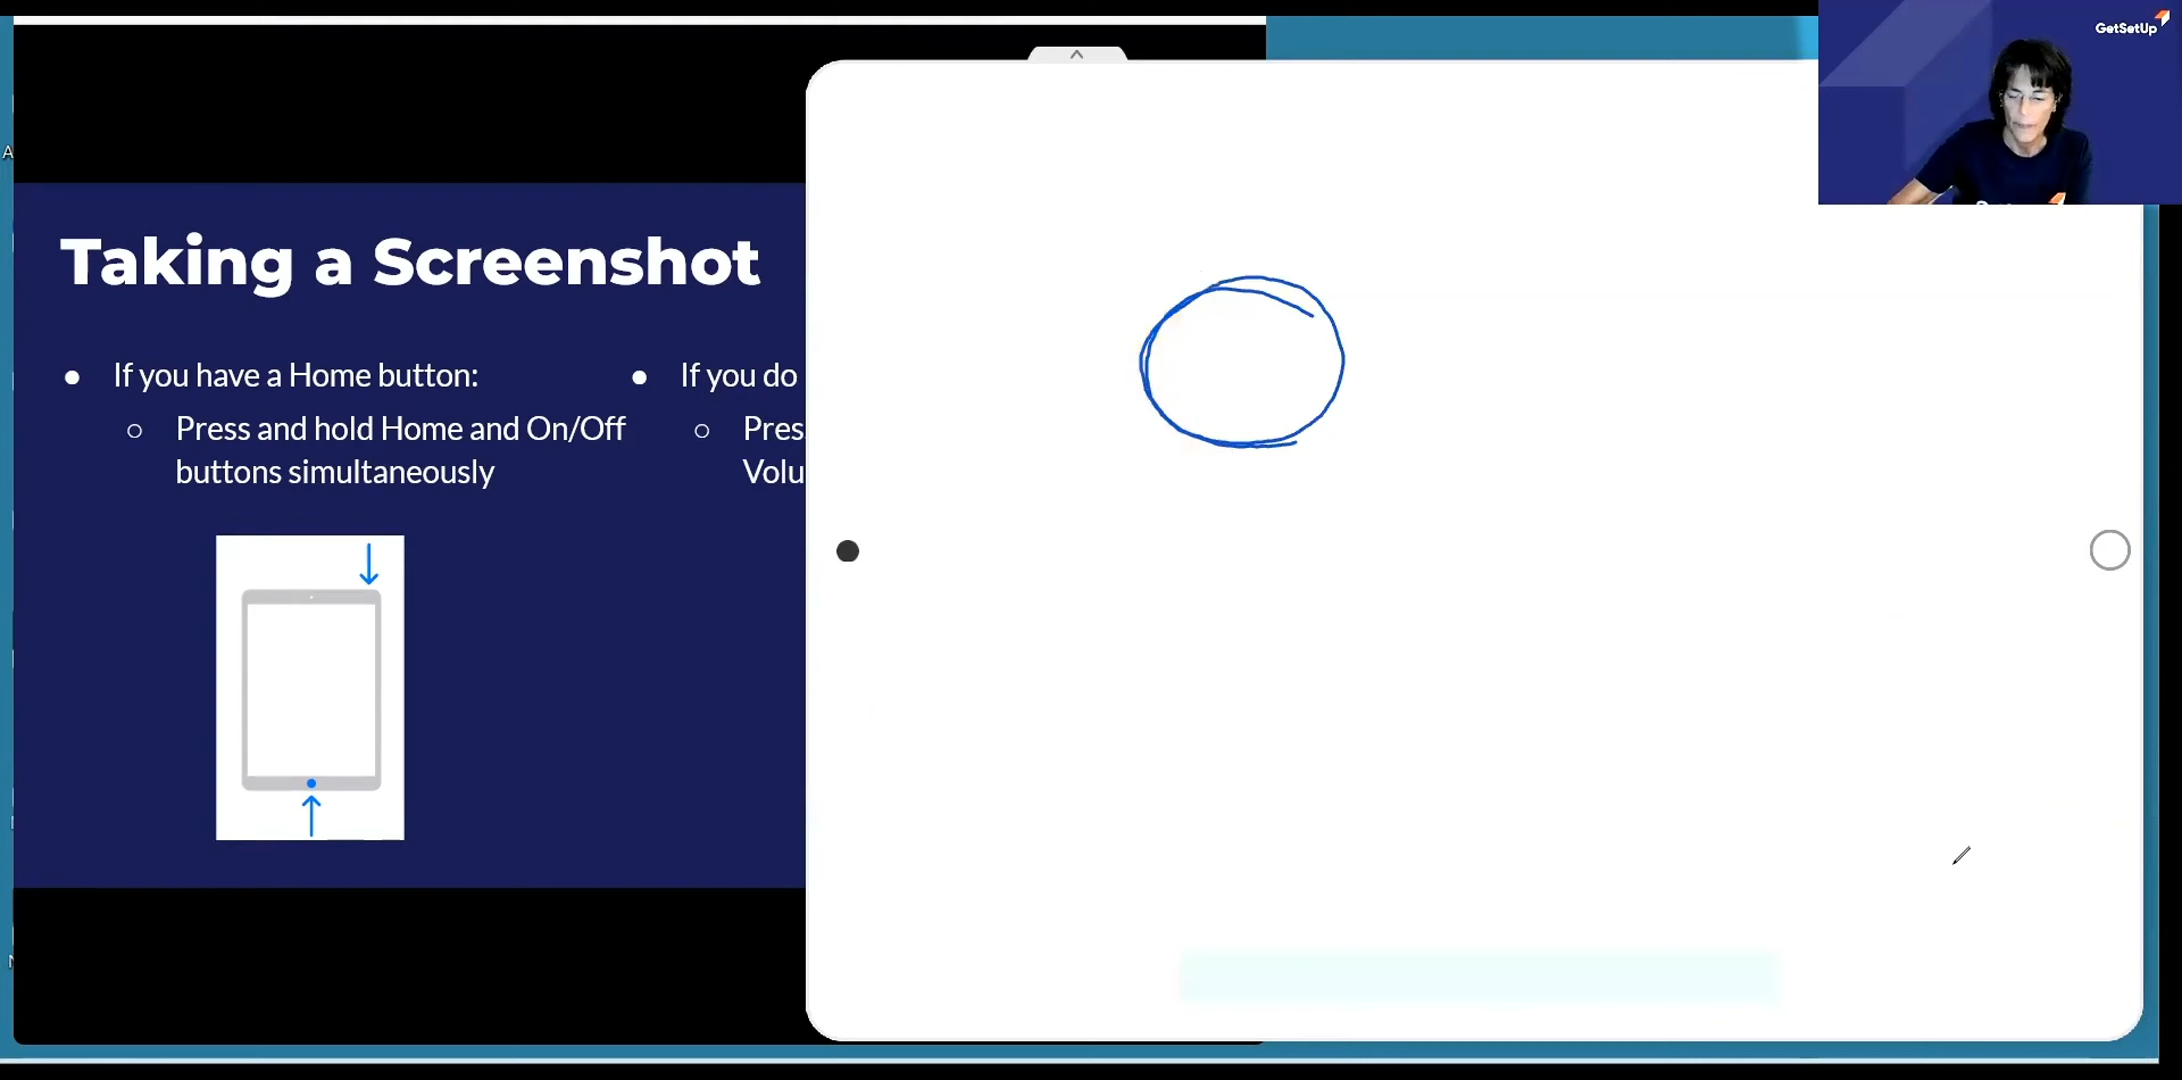 GetSetUp
Taking a Screenshot
If you have a Home button:
Press and hold Home and On/Off
buttons simultaneously
If you do
Pres
Volu
A